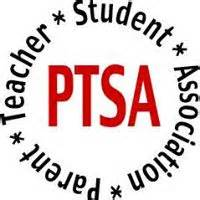 Parent * Teacher * Student * Association *
PTSA